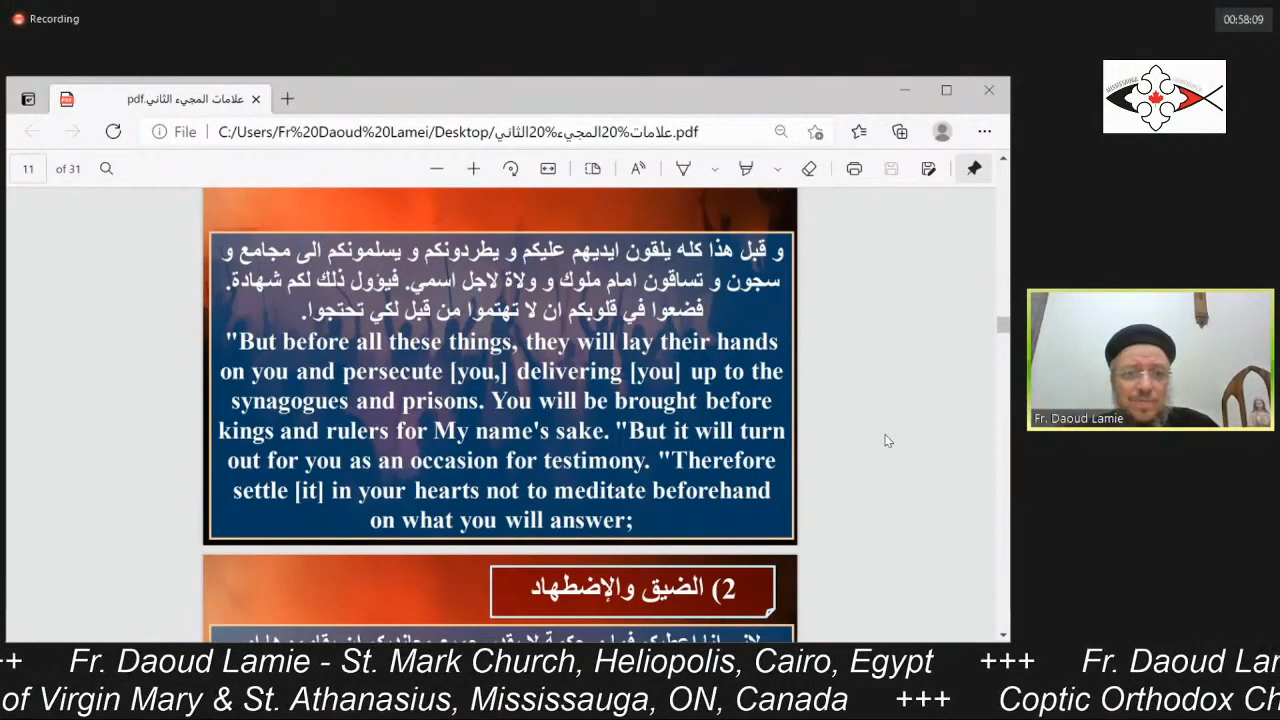 Recording
00:58:09
علامات المجيء الثاني.pdf
File C:/Users/Fr%20Daoud%20Lamei/Desktop/علامات%20المجيء%20الثاني.pdf
11 of 31
و قبل هذا كله يلقون ايديهم عليكم و يطردونكم و يسلمونكم الى مجامع و
سجون و تساقون امام ملوك و ولاة لاجل اسمي. فيؤول ذلك لكم شهادة.
فضعوا في قلوبكم ان لا تهتموا من قبل لكي تحتجوا.
"But before all these things, they will lay their hands
on you and persecute [you,] delivering [you] up to the
synagogues and prisons. You will be brought before
kings and rulers for My name's sake. "But it will turn
out for you as an occasion for testimony. "Therefore
settle [it] in your hearts not to meditate beforehand
on what you will answer;
2) الضيق والإضطهاد
Fr. Daoud Lamie
++ Fr. Daoud Lamie - St. Mark Church, Heliopolis, Cairo, Egypt +++ Fr. Daoud Lar
of Virgin Mary & St. Athanasius, Mississauga, ON, Canada +++ Coptic Orthodox Ch